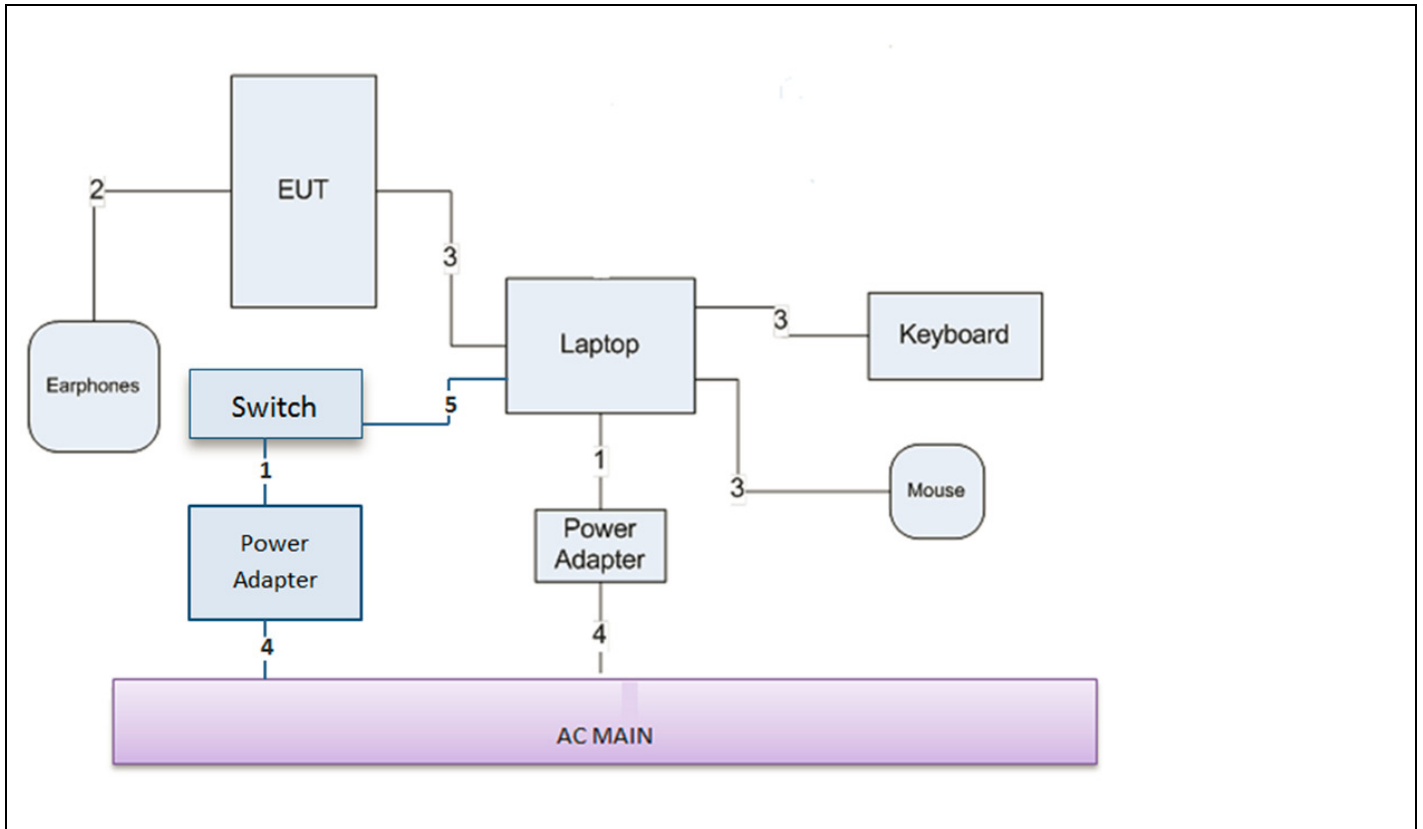 EUT
2
3
Laptop
3
Keyboard
Earphones
Switch
5
1
1
3
Mouse
Power
Adapter
Power
Adapter
4
4
AC MAIN